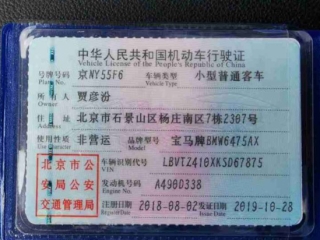 中华人民共和国机动车行驶证
Vehicle License of the People's Republic of China
号牌号码 京NY55F6 车辆类型 小型普通客车
Plate No. Vehicle Type
所有人 贾彦汾
Owner
住址 北京市石景山区杨庄南区7栋2307号
Address
使用性质 非营运 品牌型号 宝马牌BMW6475AX
Use Character Model
北京市公安局公安交通管理局
车辆识别代号 LBVTZ410XKSD67875
VIN
发动机号码 A490D338
Engine No.
注册日期 2018-08-02 发证日期 2019-10-28
Register Date Issue Date